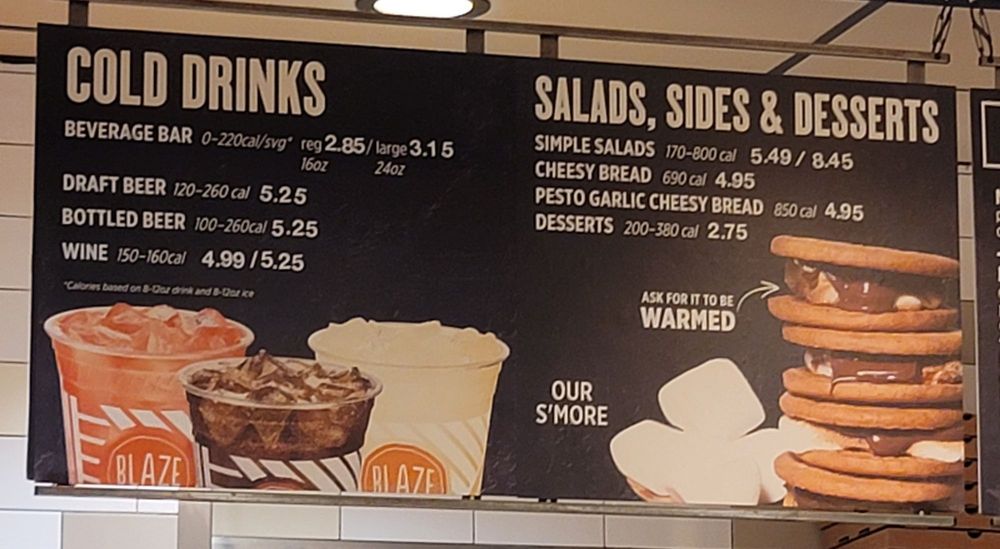 COLD DRINKS
BEVERAGE BAR 0-220cal/svg* reg 2.85 / large 3.15
16oz 24oz
DRAFT BEER 120-260 cal 5.25
BOTTLED BEER 100-260cal 5.25
WINE 150-160cal 4.99 / 5.25
*Calories based on 8-12oz drink and 8-12oz ice
BLAZE
BLAZE
SALADS, SIDES & DESSERTS
SIMPLE SALADS 170-800 cal 5.49 / 8.45
CHEESY BREAD 690 cal 4.95
PESTO GARLIC CHEESY BREAD 850 cal 4.95
DESSERTS 200-380 cal 2.75
ASK FOR IT TO BE
WARMED
OUR
S'MORE